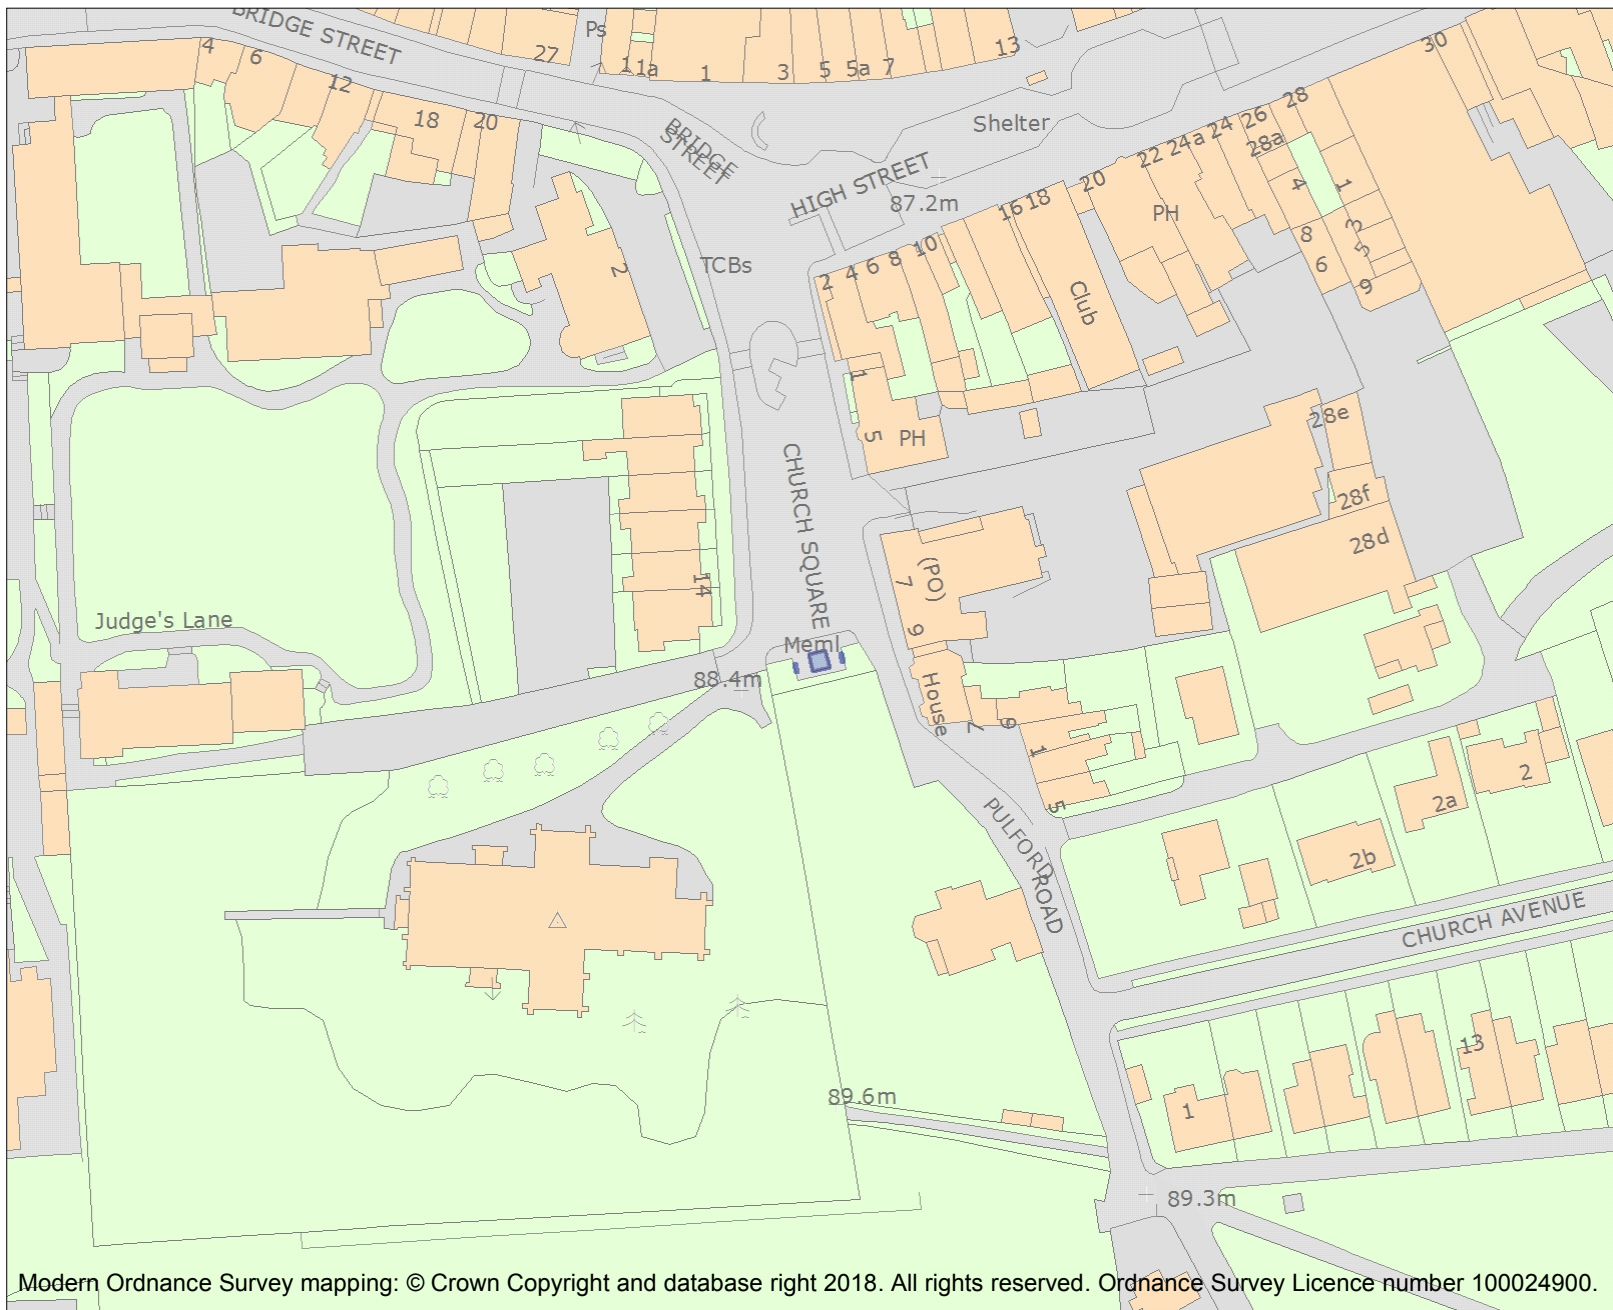 BRIDGE STREET
4
6
12
18
20
27
Ps
1
1a
1
3
5
5a
7
13
Shelter
30
BRIDGE
STREET
HIGH STREET
87.2m
TCBs
2
2
4
6
8
10
16
18
20
22
24a
24
26
28a
28
PH
Club
4
1
3
5
8
6
9
1
5
PH
28e
28f
28d
CHURCH SQUARE
(PO)
7
9
14
Judge's Lane
Meml
88.4m
House
7
6
1
5
2
2a
2b
PULFORD
ROAD
CHURCH AVENUE
13
1
89.6m
89.3m
Modern Ordnance Survey mapping: © Crown Copyright and database right 2018. All rights reserved. Ordnance Survey Licence number 100024900.